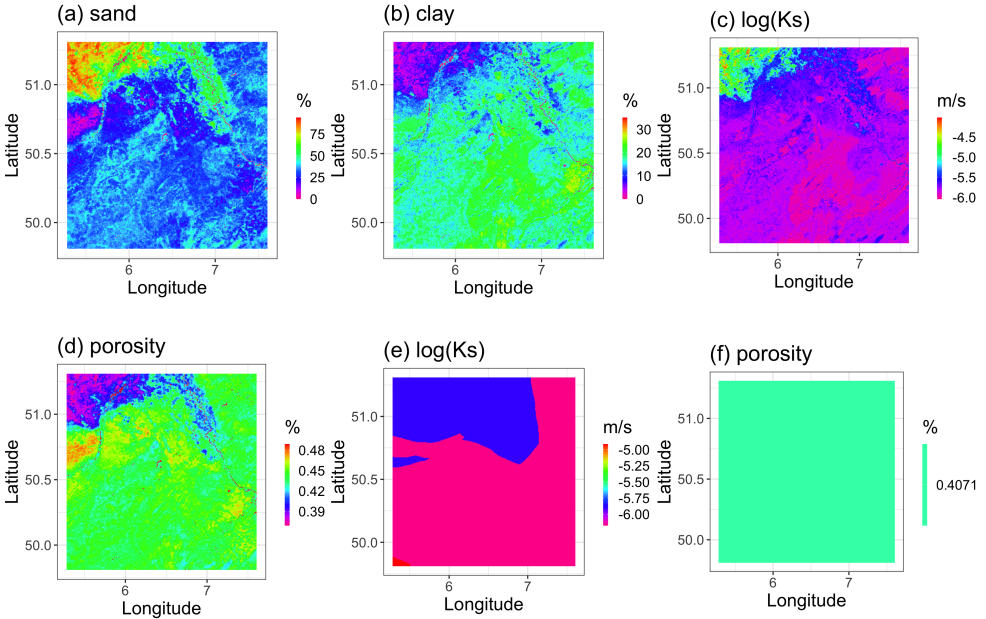 (a) sand
(b) clay
(c) log(Ks)
Latitude
51.0
50.5
50.0
6
7
Longitude
%
75
50
25
0
Latitude
51.0
50.5
50.0
6
7
Longitude
%
30
20
10
0
Latitude
51.0
50.5
50.0
6
7
Longitude
m/s
-4.5
-5.0
-5.5
-6.0
(d) porosity
(e) log(Ks)
(f) porosity
Latitude
51.0
50.5
50.0
6
7
Longitude
%
0.48
0.45
0.42
0.39
Latitude
51.0
50.5
50.0
6
7
Longitude
m/s
-5.00
-5.25
-5.50
-5.75
-6.00
Latitude
51.0
50.5
50.0
6
7
Longitude
%
0.4071